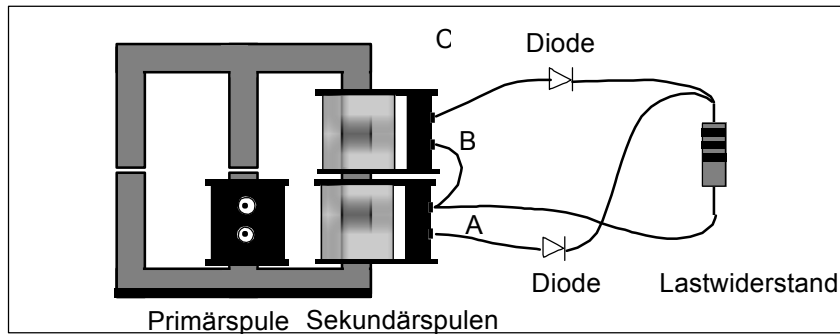 C
Diode
B
A
Diode
Lastwiderstand
Primärspule
Sekundärspulen